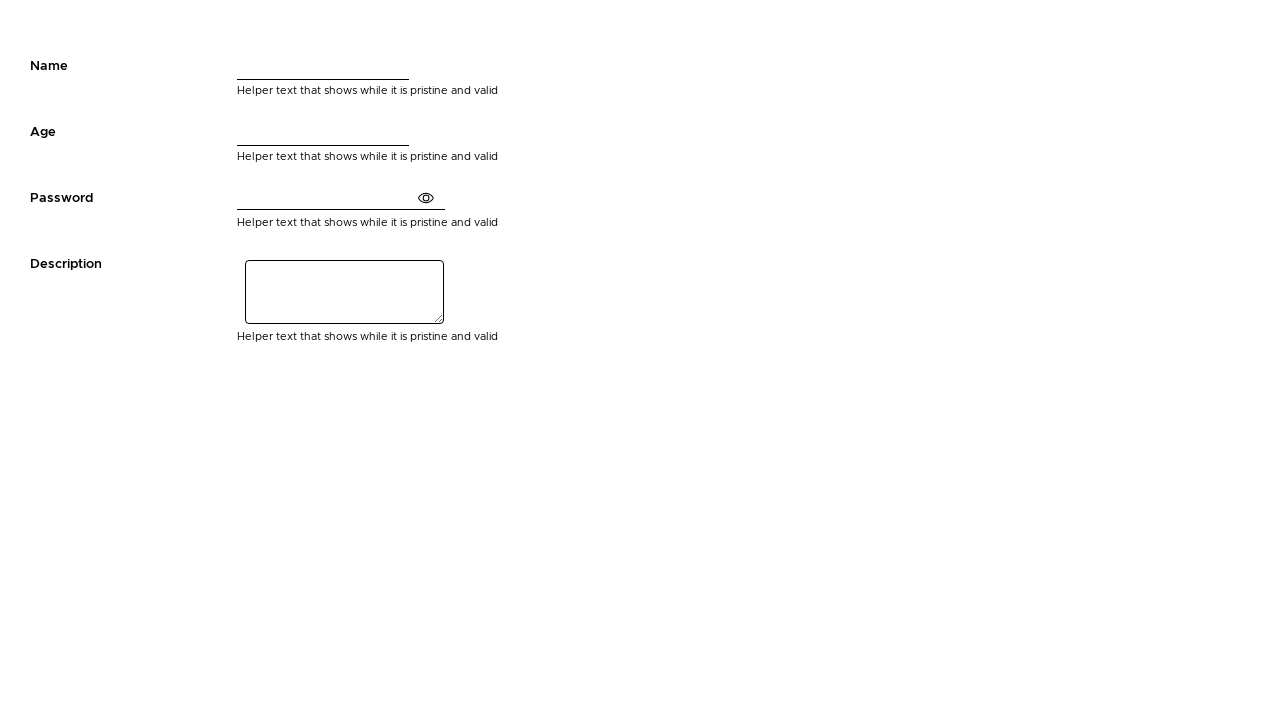 Name
Helper text that shows while it is pristine and valid
Age
Helper text that shows while it is pristine and valid
Password
Helper text that shows while it is pristine and valid
Description
Helper text that shows while it is pristine and valid